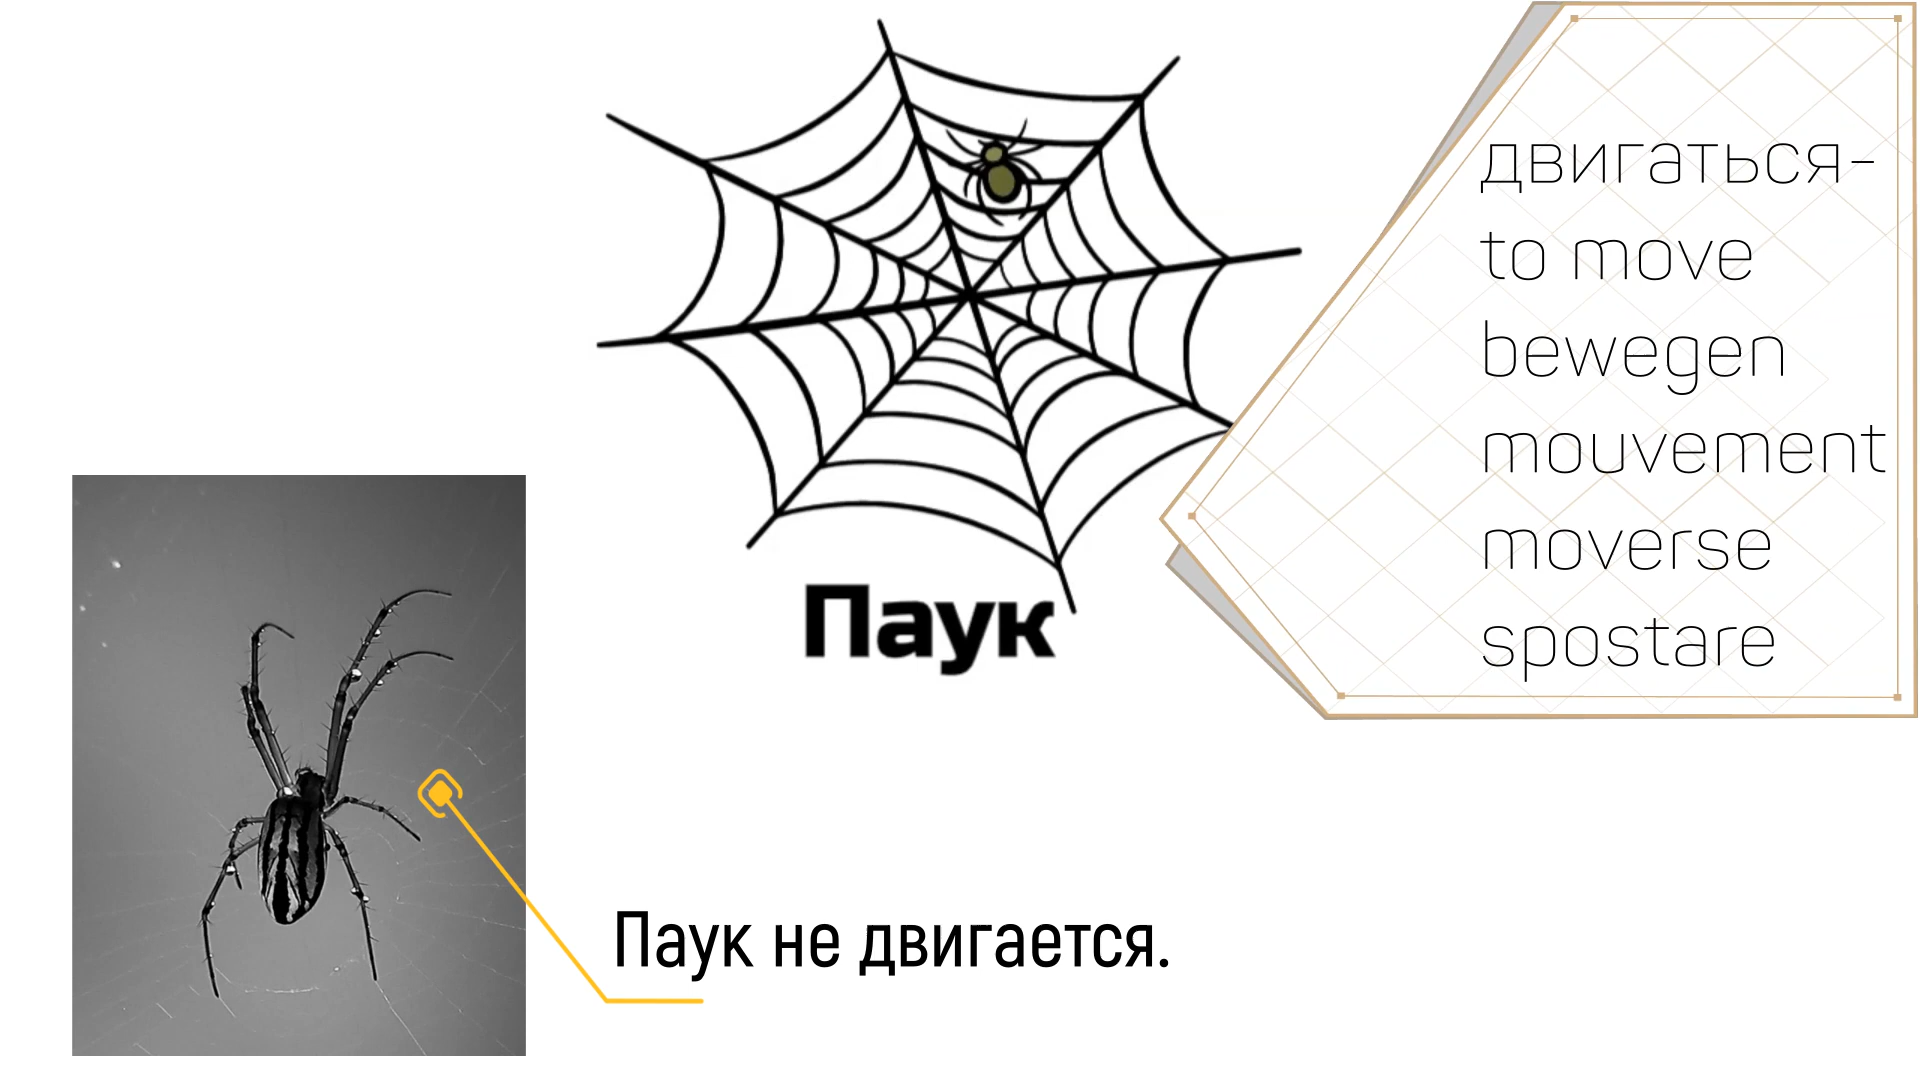 двигаться-
to move
bewegen
mouvement
moverse
spostare
Паук
Паук не двигается.